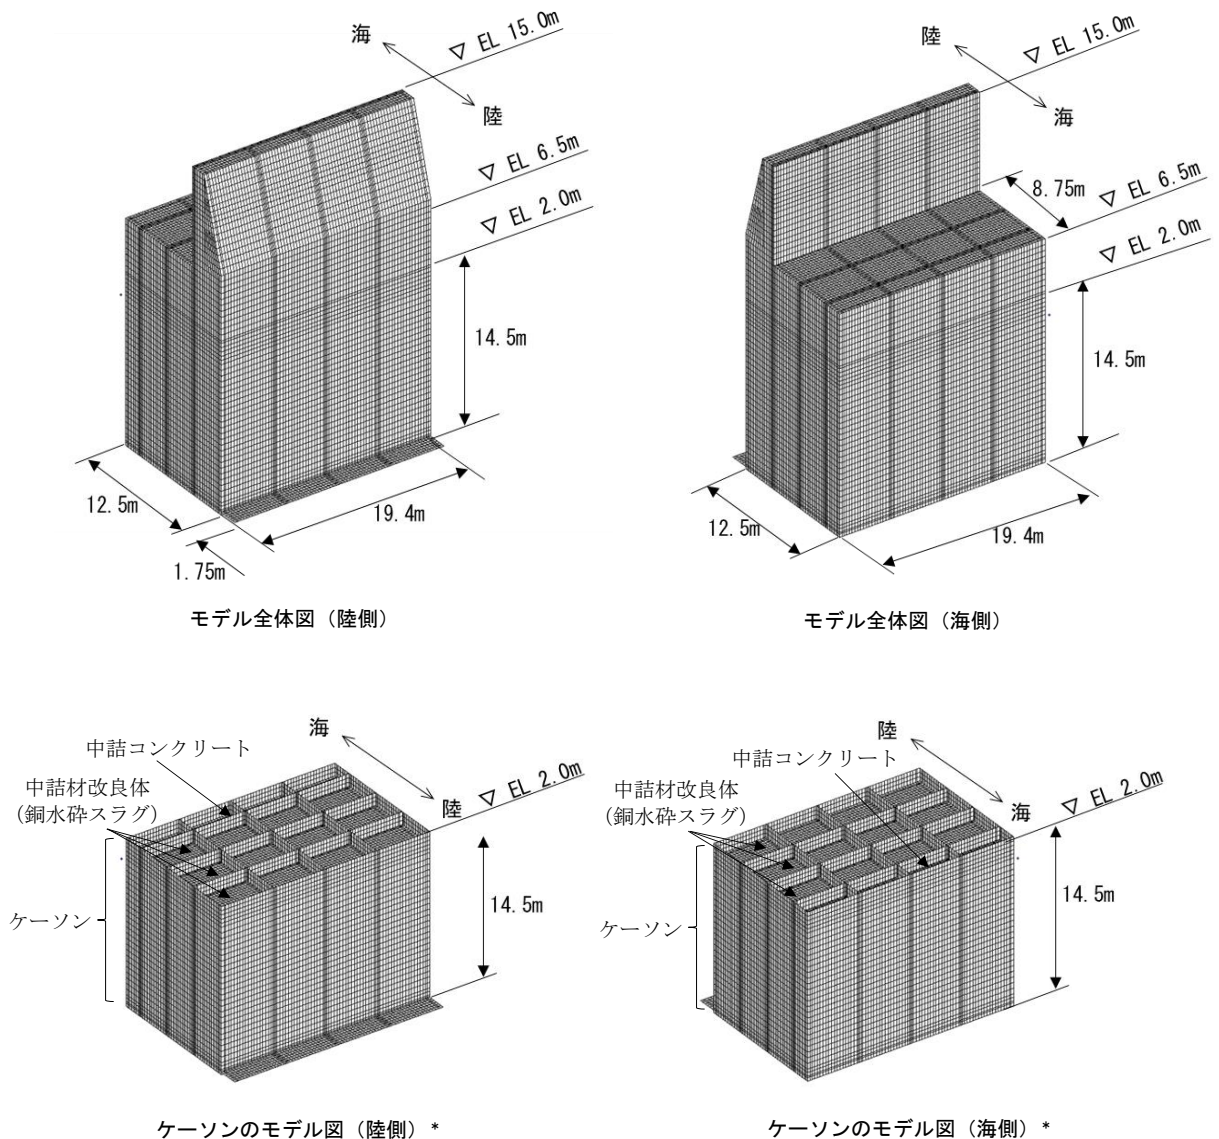 海
陸
▽ EL 15.0m
▽ EL 6.5m
▽ EL 2.0m
14.5m
12.5m
1.75m
19.4m
モデル全体図（陸側）
陸
海
▽ EL 15.0m
8.75m
▽ EL 6.5m
▽ EL 2.0m
14.5m
12.5m
19.4m
モデル全体図（海側）
中詰コンクリート
中詰材改良体
（銅水砕スラグ）
ケーソン
海
陸
▽ EL 2.0m
14.5m
ケーソンのモデル図（陸側）*
中詰コンクリート
中詰材改良体
（銅水砕スラグ）
ケーソン
陸
海
▽ EL 2.0m
14.5m
ケーソンのモデル図（海側）*